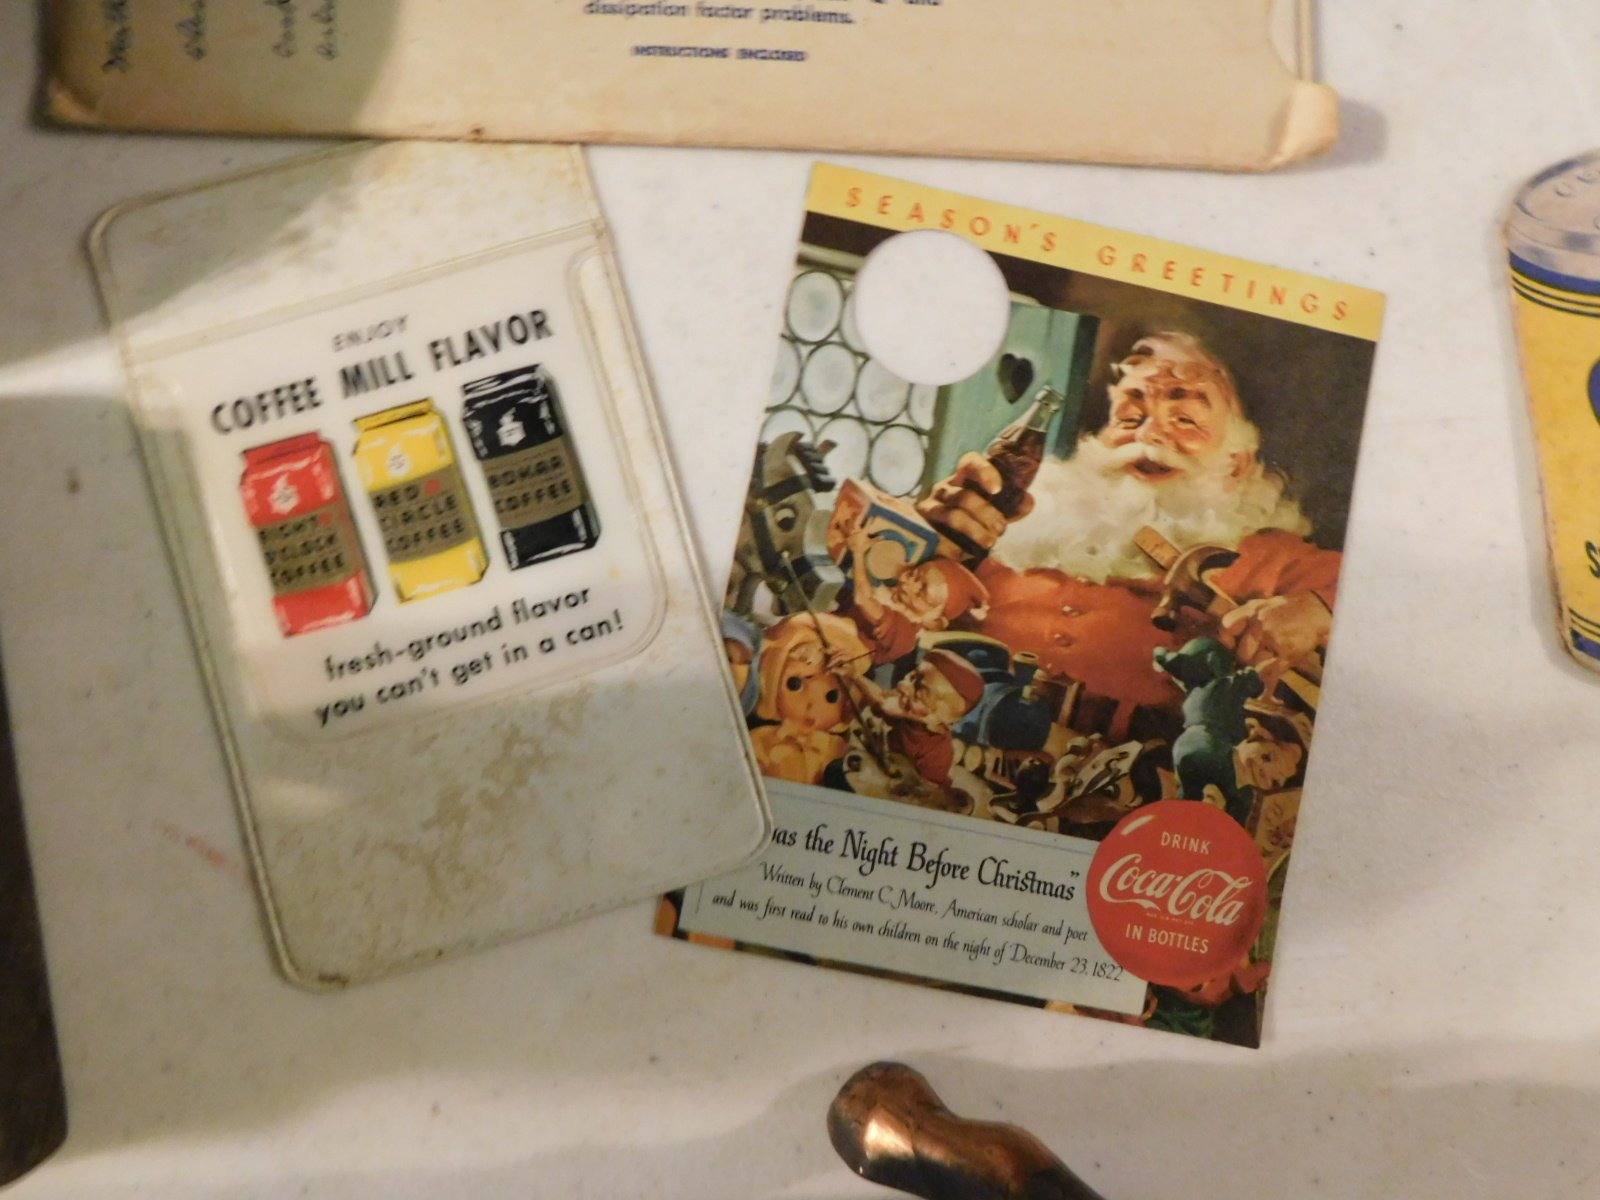 dissipation factor problems.
INSTRUCTIONS ENCLOSED
ENJOY
COFFEE MILL FLAVOR
EIGHT
O'CLOCK
COFFEE
RED
CIRCLE
COFFEE
BOKAR
COFFEE
fresh-ground flavor
you can't get in a can!
SEASON'S GREETINGS
was the Night Before Christmas”
Written by Clement C. Moore, American scholar and poet
and was first read to his own children on the night of December 23, 1822
DRINK
Coca-Cola
IN BOTTLES